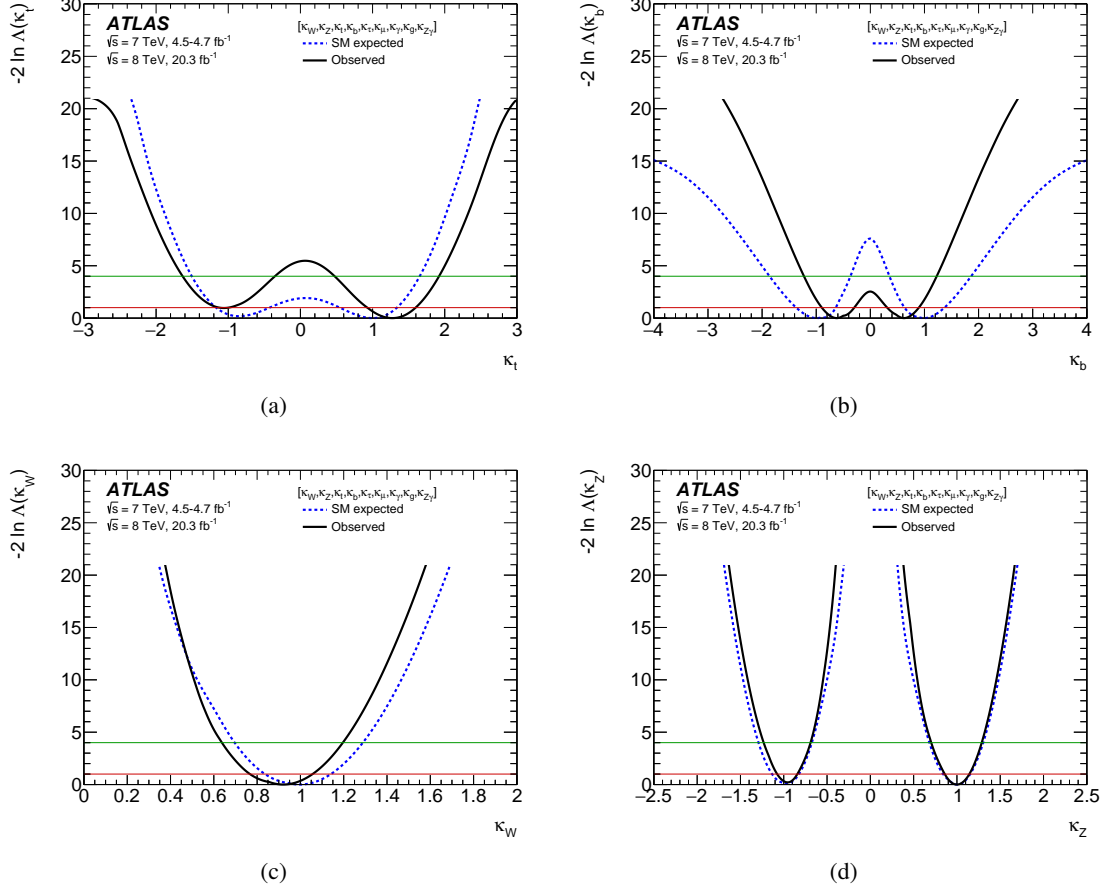 -2 ln Λ(κt)
ATLAS
√s = 7 TeV, 4.5-4.7 fb-1
√s = 8 TeV, 20.3 fb-1
[κW,κZ,κt,κb,κτ,κμ,κγ,κg,κZγ]
SM expected
Observed
30
25
20
15
10
5
0
−3 −2 −1 0 1 2 3
κt
(a)
-2 ln Λ(κb)
ATLAS
√s = 7 TeV, 4.5-4.7 fb-1
√s = 8 TeV, 20.3 fb-1
[κW,κZ,κt,κb,κτ,κμ,κγ,κg,κZγ]
SM expected
Observed
30
25
20
15
10
5
0
−4 −3 −2 −1 0 1 2 3 4
κb
(b)
-2 ln Λ(κW)
ATLAS
√s = 7 TeV, 4.5-4.7 fb-1
√s = 8 TeV, 20.3 fb-1
[κW,κZ,κt,κb,κτ,κμ,κγ,κg,κZγ]
SM expected
Observed
30
25
20
15
10
5
0
0 0.2 0.4 0.6 0.8 1 1.2 1.4 1.6 1.8 2
κW
(c)
-2 ln Λ(κZ)
ATLAS
√s = 7 TeV, 4.5-4.7 fb-1
√s = 8 TeV, 20.3 fb-1
[κW,κZ,κt,κb,κτ,κμ,κγ,κg,κZγ]
SM expected
Observed
30
25
20
15
10
5
0
−2.5 −2 −1.5 −1 −0.5 0 0.5 1 1.5 2 2.5
κZ
(d)